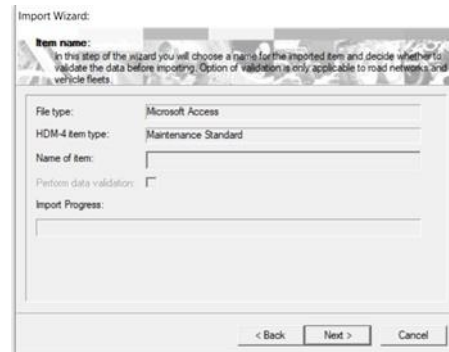 Import Wizard:
Item name:
In this step of the wizard you will choose a name for the imported item and decide whether to
validate the data before importing. Option of validation is only applicable to road networks and
vehicle fleets.
File type: Microsoft Access
HDM-4 item type: Maintenance Standard
Name of item:
Perform data validation:
Import Progress:
< Back Next > Cancel